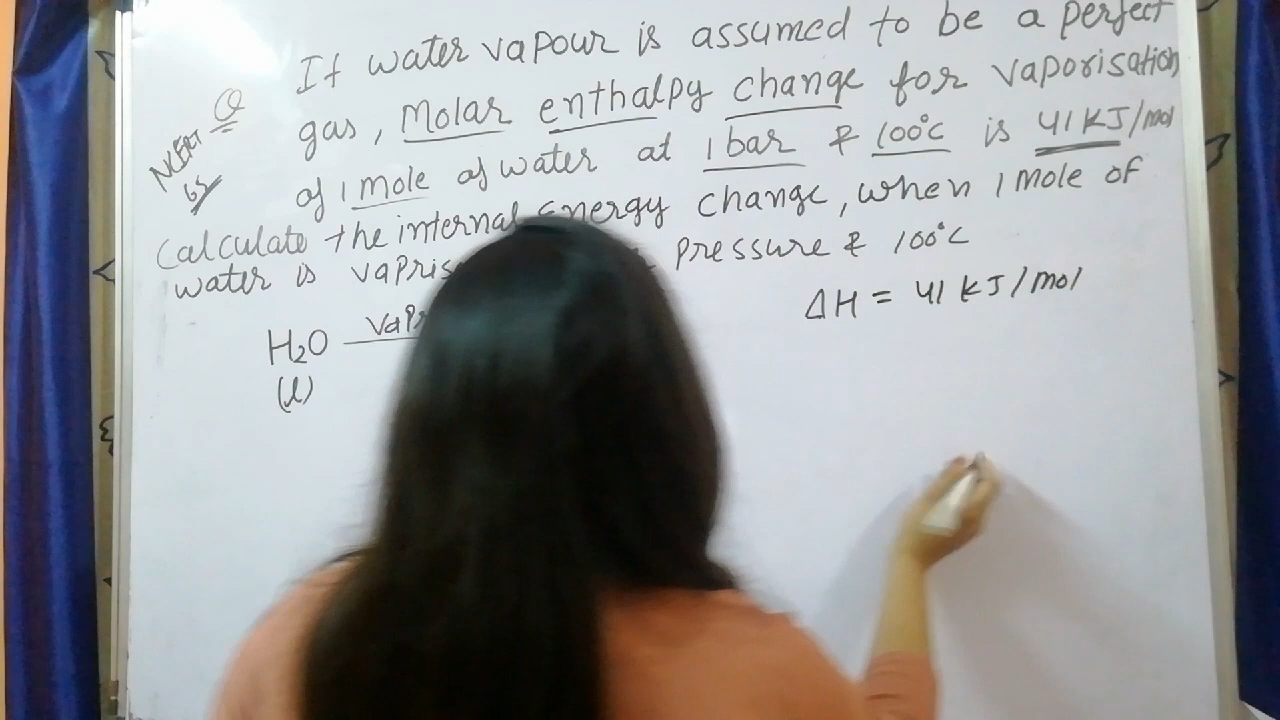 If water vapour is assumed to be a perfect
NCERT Q gas, Molar enthalpy change for vaporisation
of 1 mole of water at 1 bar & 100°C is 41 KJ/mol
Calculate the internal energy change, when 1 mole of
water is pressure & 100°C
ΔH = 41 KJ/mol
H₂O
(l)